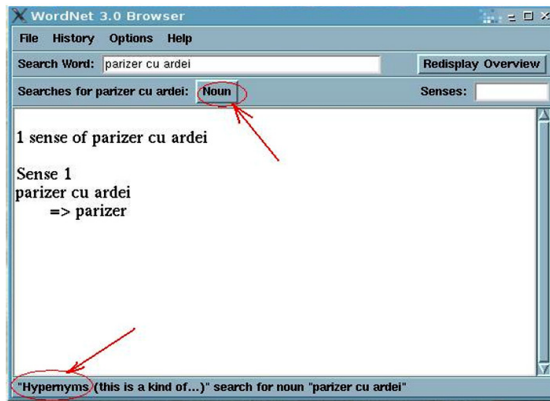 WordNet 3.0 Browser
File History Options Help
Search Word: parizer cu ardei Redisplay Overview
Searches for parizer cu ardei: Noun Senses:
1 sense of parizer cu ardei
Sense 1
parizer cu ardei
=> parizer
"Hypernyms (this is a kind of...)" search for noun "parizer cu ardei"